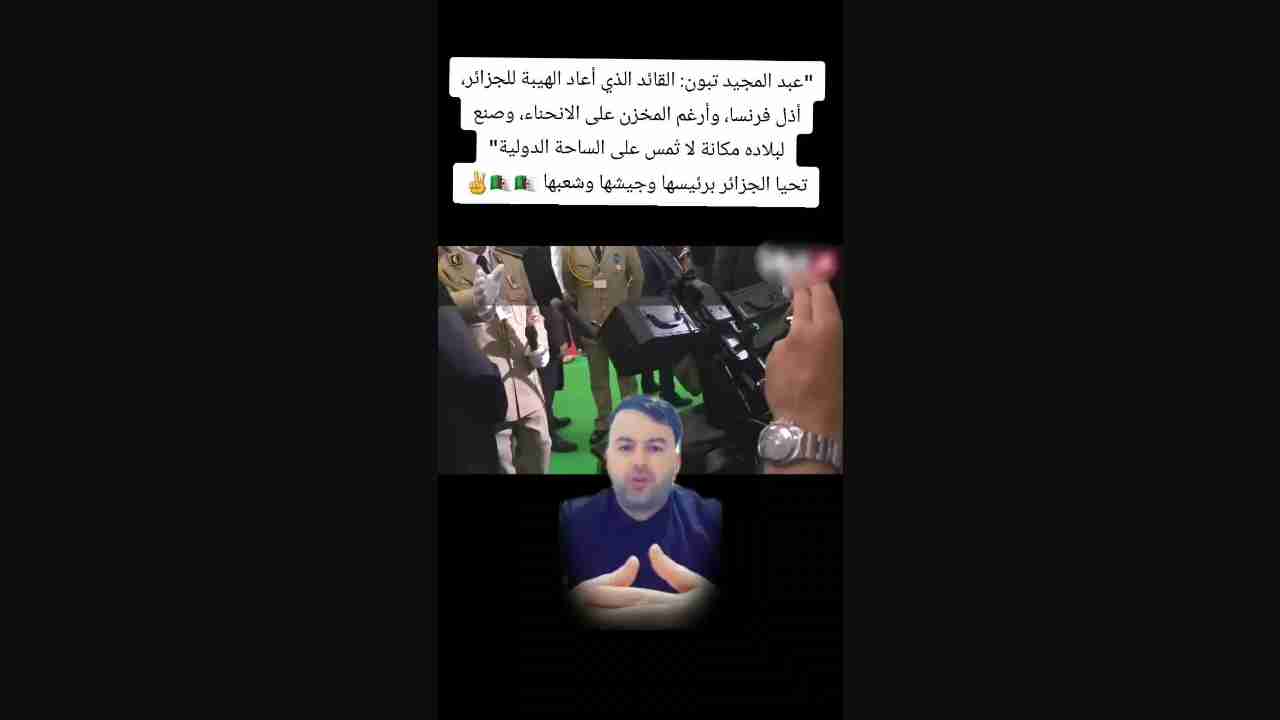 "عبد المجيد تبون: القائد الذي أعاد الهيبة للجزائر،
أذل فرنسا، وأرغم المخزن على الانحناء، وصنع
لبلاده مكانة لا تُمس على الساحة الدولية"
تحيا الجزائر برئيسها وجيشها وشعبها 🇩🇿🇩🇿✌️